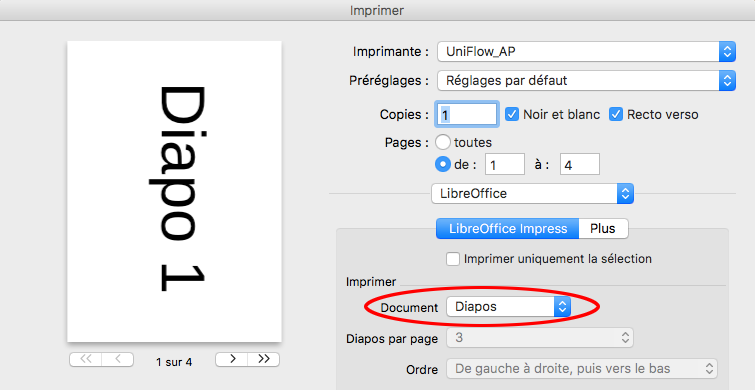 Imprimer
Diapo 1
<< < 1 sur 4 > >>
Imprimante : UniFlow_AP
Préréglages : Réglages par défaut
Copies : 1 Noir et blanc Recto verso
Pages : toutes
de : 1 à : 4
LibreOffice
LibreOffice Impress Plus
Imprimer uniquement la sélection
Imprimer
Document Diapos
Diapos par page 3
Ordre De gauche à droite, puis vers le bas